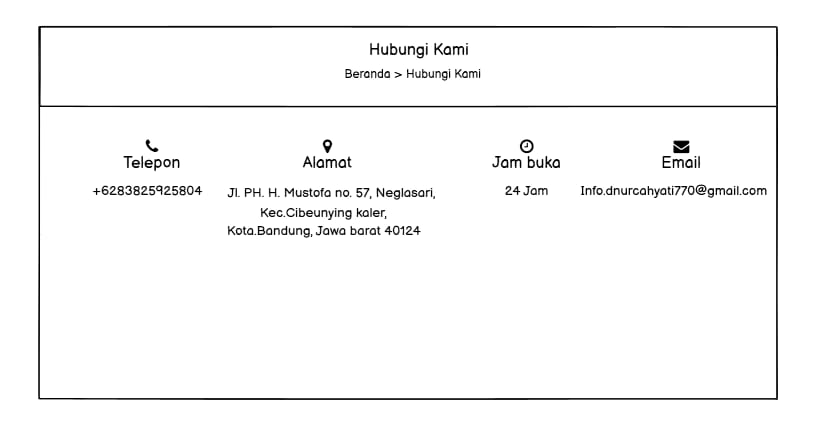 Hubungi Kami
Beranda > Hubungi Kami
Telepon
+6283825925804
Alamat
Jl. PH. H. Mustofa no. 57, Neglasari,
Kec.Cibeunying kaler,
Kota.Bandung, Jawa barat 40124
Jam buka
24 Jam
Email
Info.dnurcahyati770@gmail.com